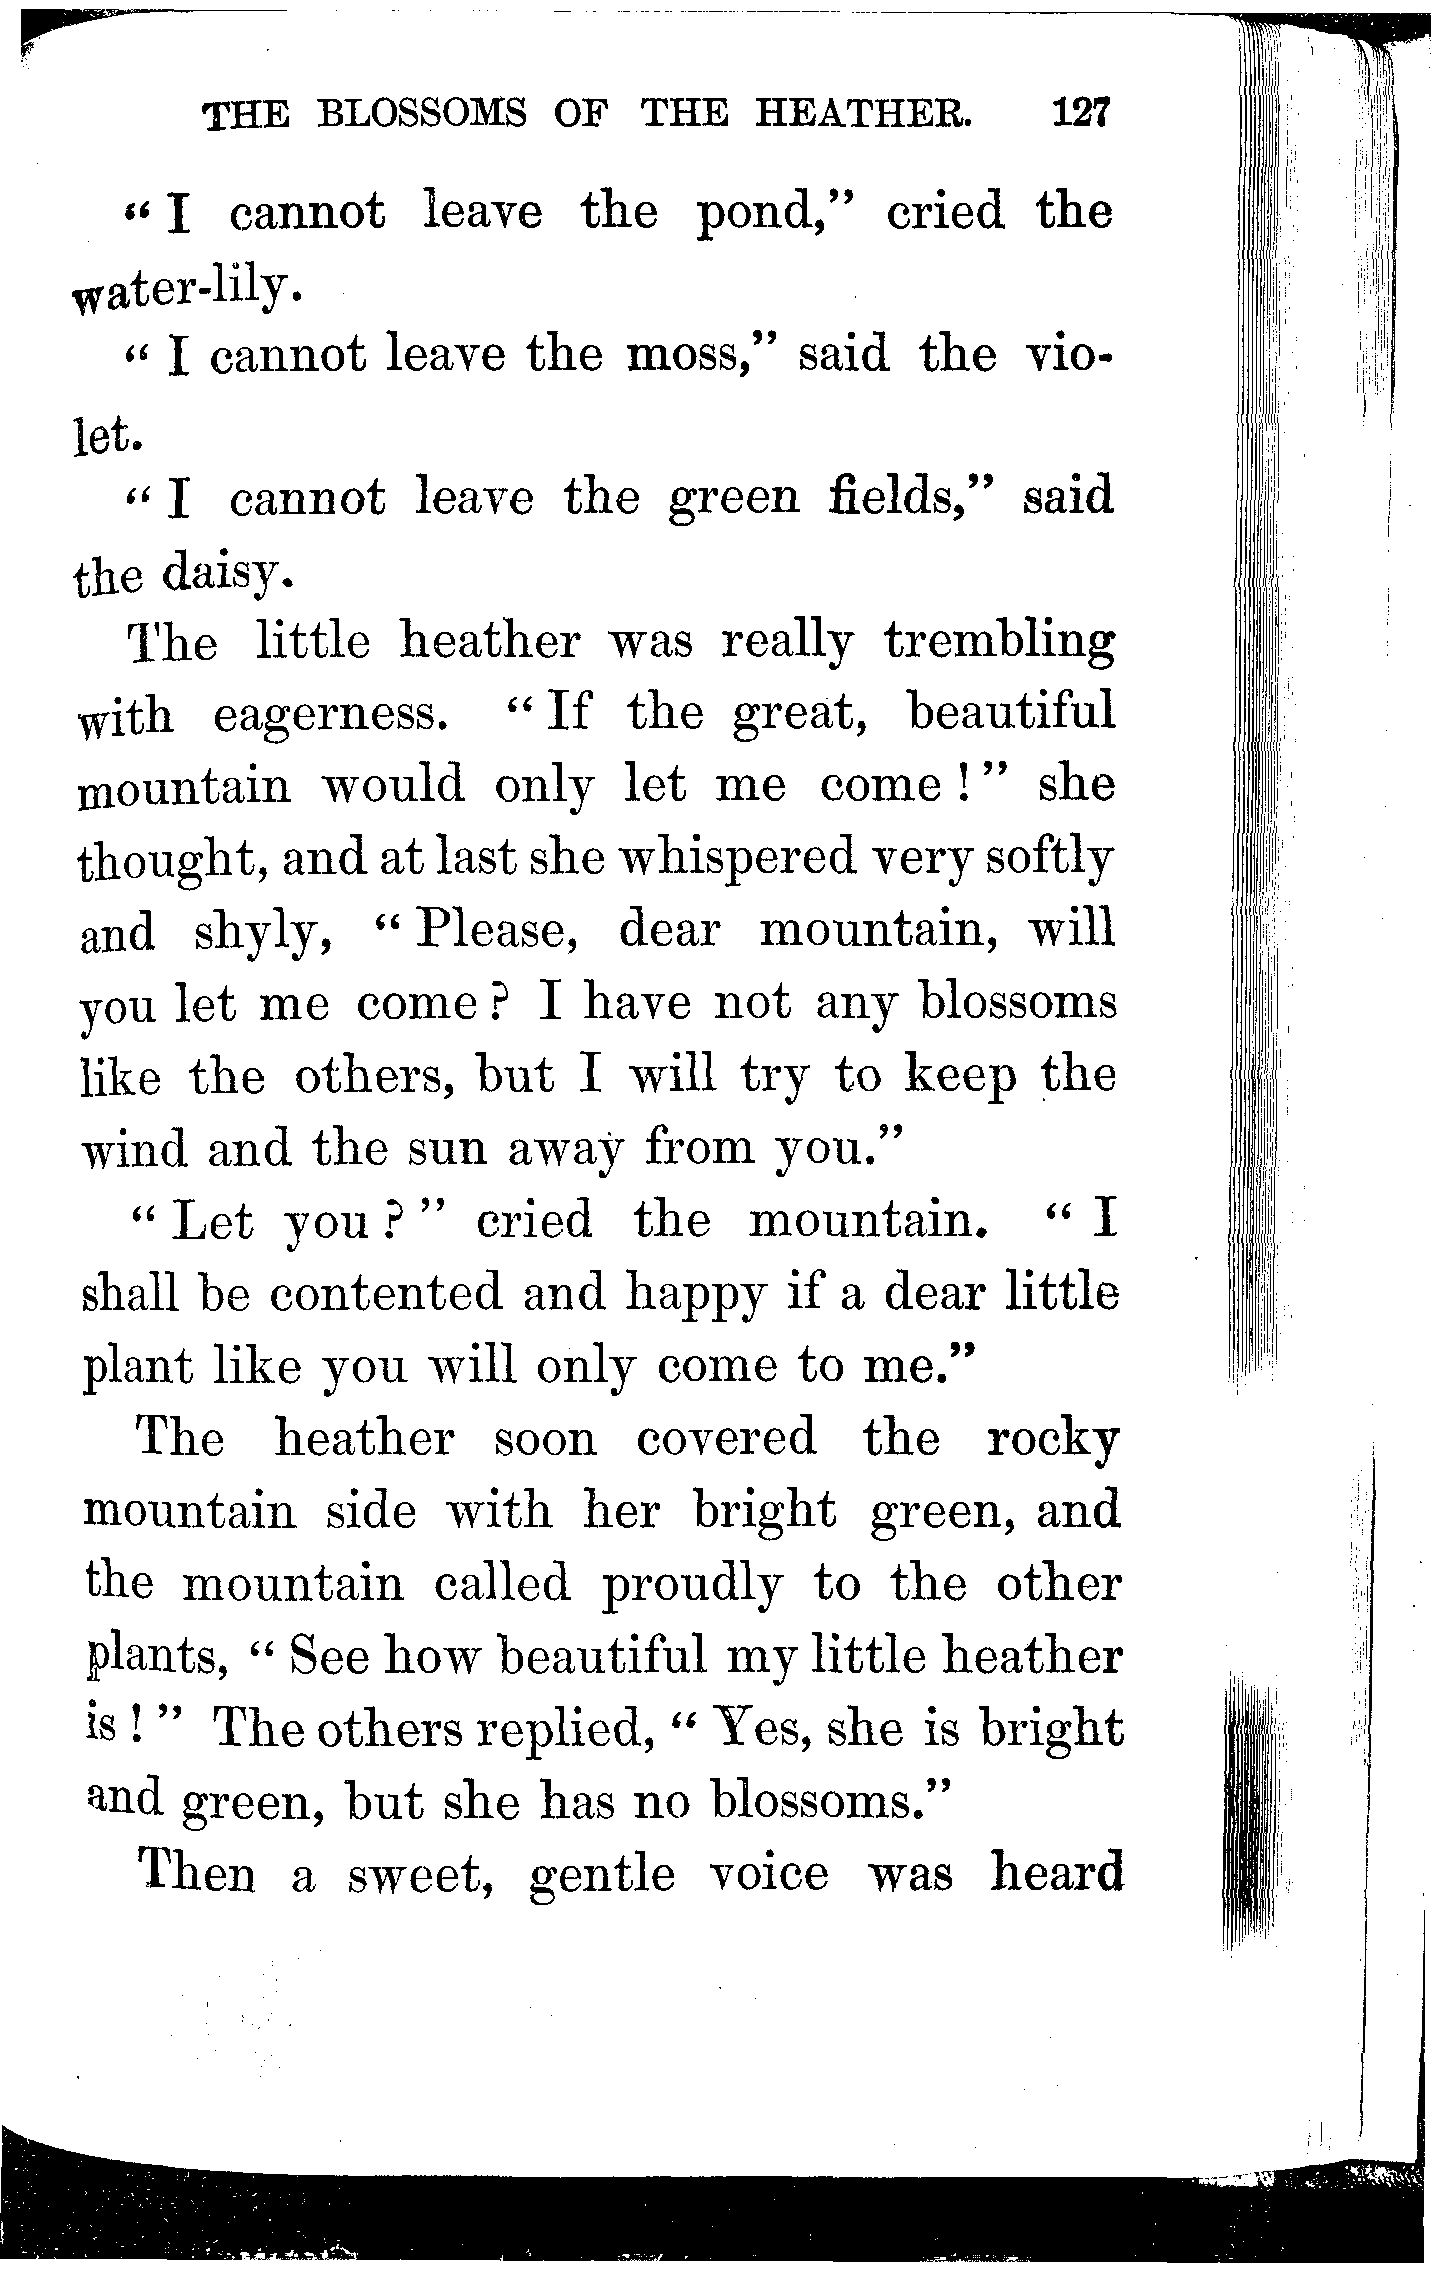 THE BLOSSOMS OF THE HEATHER. 127
“ I cannot leave the pond,” cried the
water-lily.
“ I cannot leave the moss,” said the vio-
let.
“ I cannot leave the green fields,” said
the daisy.
The little heather was really trembling
with eagerness. “ If the great, beautiful
mountain would only let me come ! ” she
thought, and at last she whispered very softly
and shyly, “ Please, dear mountain, will
you let me come ? I have not any blossoms
like the others, but I will try to keep the
wind and the sun away from you.”
“ Let you ? ” cried the mountain. “ I
shall be contented and happy if a dear little
plant like you will only come to me.”
The heather soon covered the rocky
mountain side with her bright green, and
the mountain called proudly to the other
plants, “ See how beautiful my little heather
is ! ” The others replied, “ Yes, she is bright
and green, but she has no blossoms.”
Then a sweet, gentle voice was heard